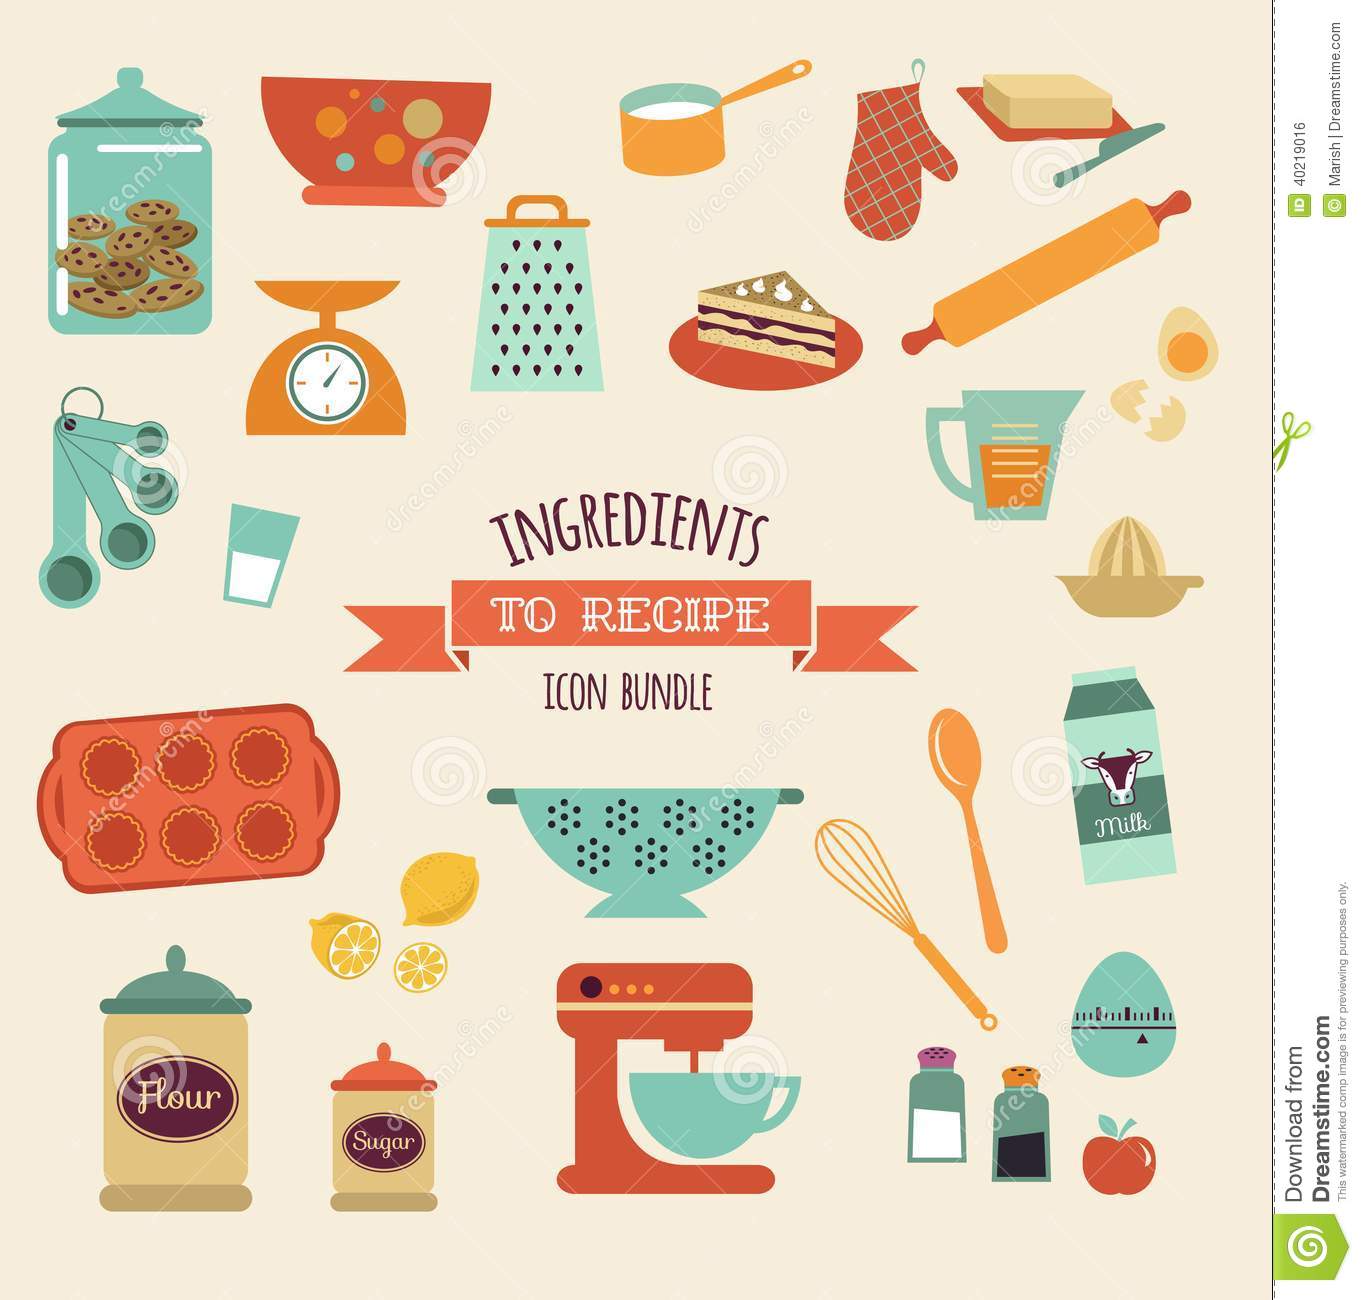 INGREDIENTS
TO RECIPE
ICON BUNDLE
Milk
Flour
Sugar
dreamstime
ID 40219016
© Marish | Dreamstime.com
Download from
Dreamstime.com
This watermarked comp image is for previewing purposes only.